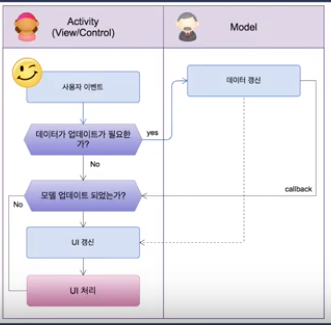 Activity
(View/Control)
Model
사용자 이벤트
데이터 갱신
데이터가 업데이트가 필요한
가?
yes
No
모델 업데이트 되었는가?
callback
No
UI 갱신
UI 처리